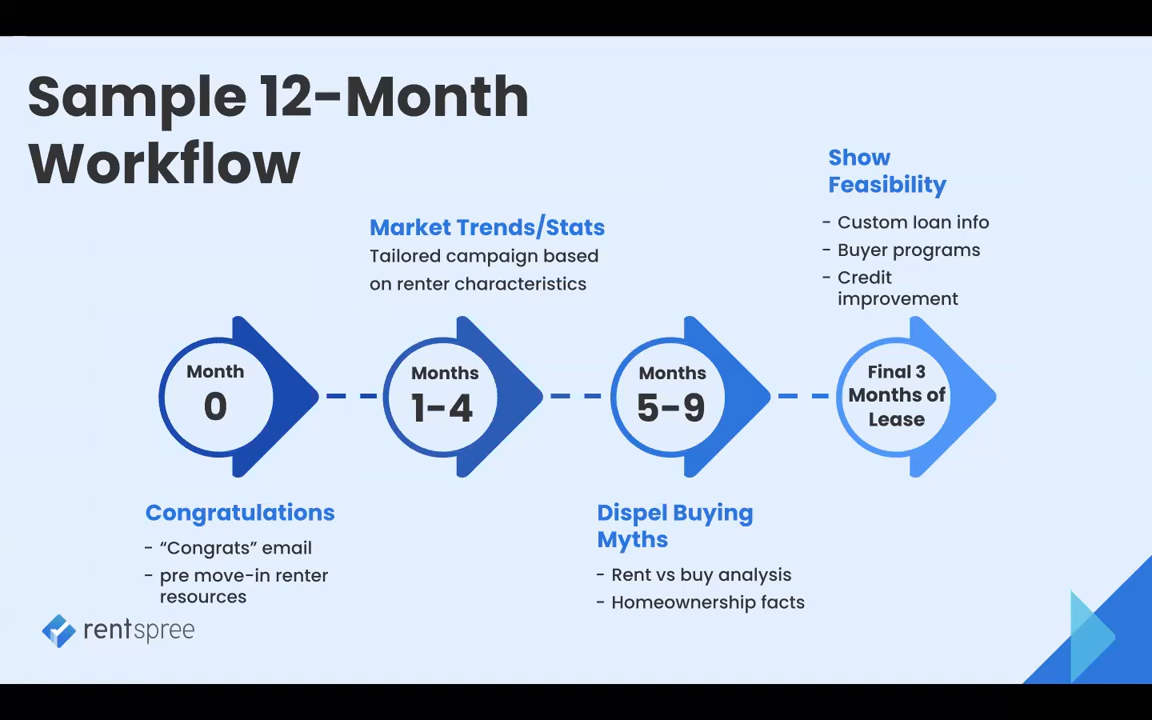 Sample 12-Month
Workflow
Show
Feasibility
- Custom loan info
- Buyer programs
- Credit
improvement
Market Trends/Stats
Tailored campaign based
on renter characteristics
Month
0
Months
1-4
Months
5-9
Final 3
Months of
Lease
Congratulations
- “Congrats” email
- pre move-in renter
resources
Dispel Buying
Myths
- Rent vs buy analysis
- Homeownership facts
rentspree